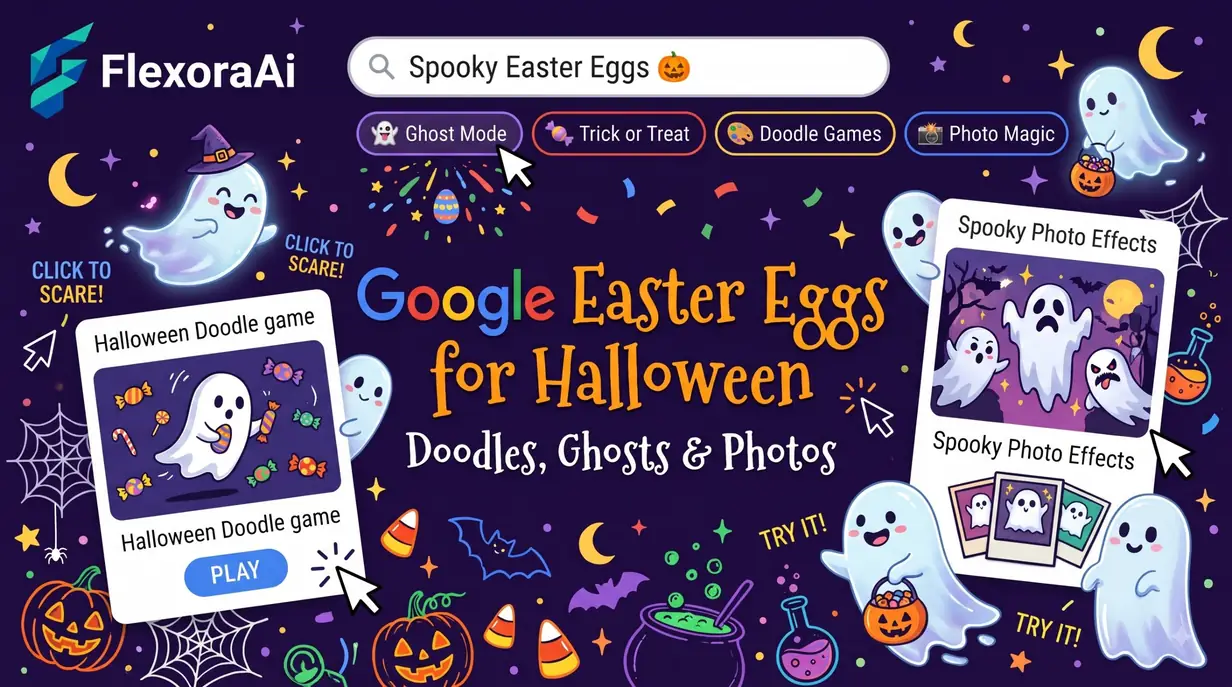 FlexoraAi
Spooky Easter Eggs 🎃
👻 Ghost Mode
🍬 Trick or Treat
🎨 Doodle Games
📸 Photo Magic
CLICK TO
SCARE!
CLICK TO
SCARE!
Halloween Doodle game
Halloween Doodle game
PLAY
Google Easter Eggs
for Halloween
Doodles, Ghosts & Photos
Spooky Photo Effects
Spooky Photo Effects
TRY IT!
TRY IT!